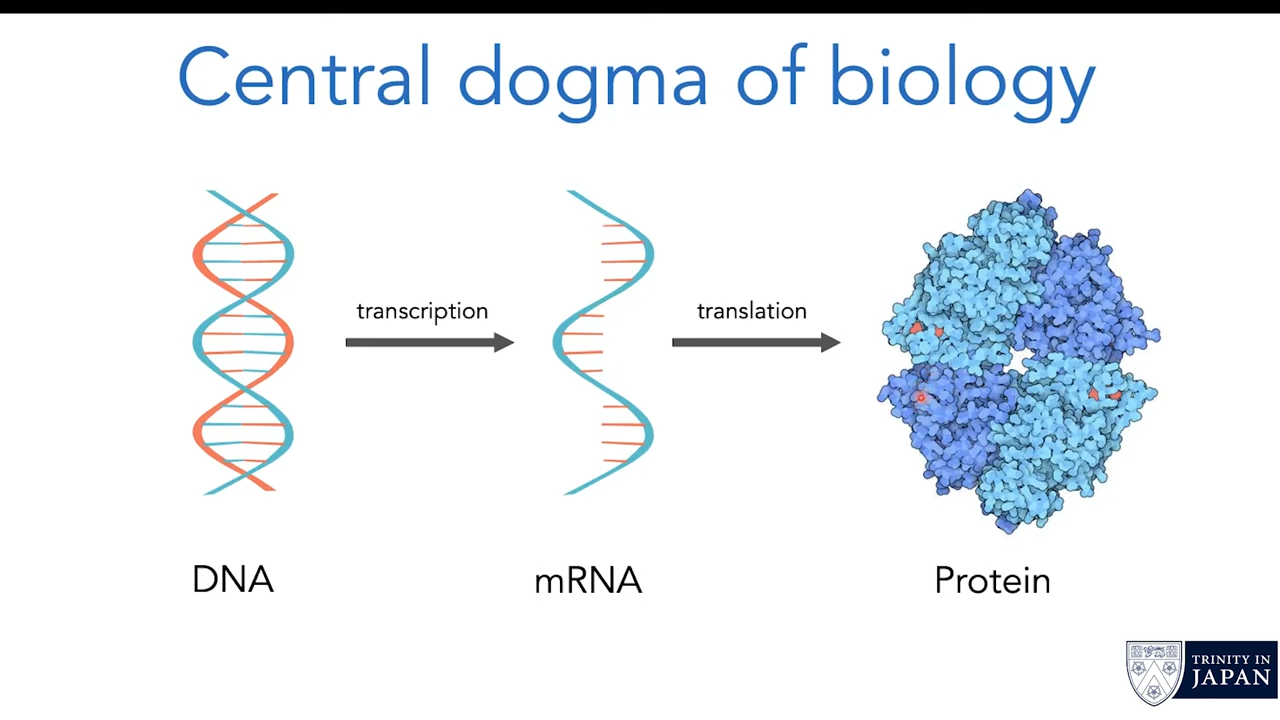 Central dogma of biology
transcription
translation
DNA
mRNA
Protein
TRINITY IN
JAPAN